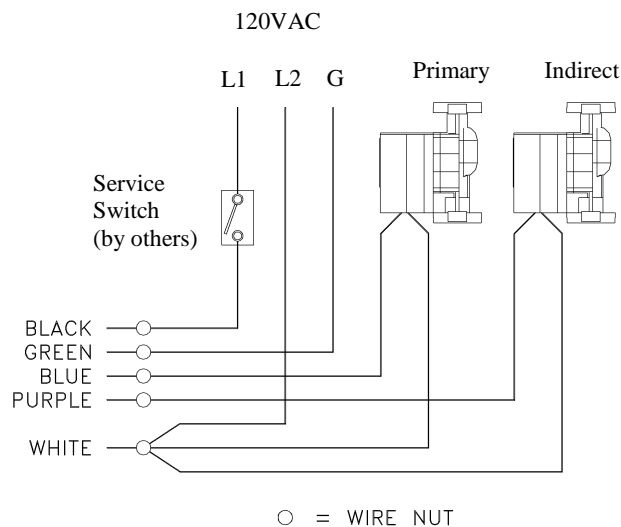 120VAC
L1 L2 G
Primary Indirect
Service
Switch
(by others)
BLACK
GREEN
BLUE
PURPLE
WHITE
= WIRE NUT